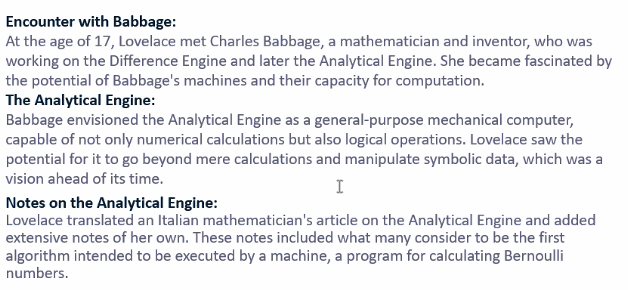 Encounter with Babbage:
At the age of 17, Lovelace met Charles Babbage, a mathematician and inventor, who was
working on the Difference Engine and later the Analytical Engine. She became fascinated by
the potential of Babbage's machines and their capacity for computation.
The Analytical Engine:
Babbage envisioned the Analytical Engine as a general-purpose mechanical computer,
capable of not only numerical calculations but also logical operations. Lovelace saw the
potential for it to go beyond mere calculations and manipulate symbolic data, which was a
vision ahead of its time.
Notes on the Analytical Engine:
Lovelace translated an Italian mathematician's article on the Analytical Engine and added
extensive notes of her own. These notes included what many consider to be the first
algorithm intended to be executed by a machine, a program for calculating Bernoulli
numbers.